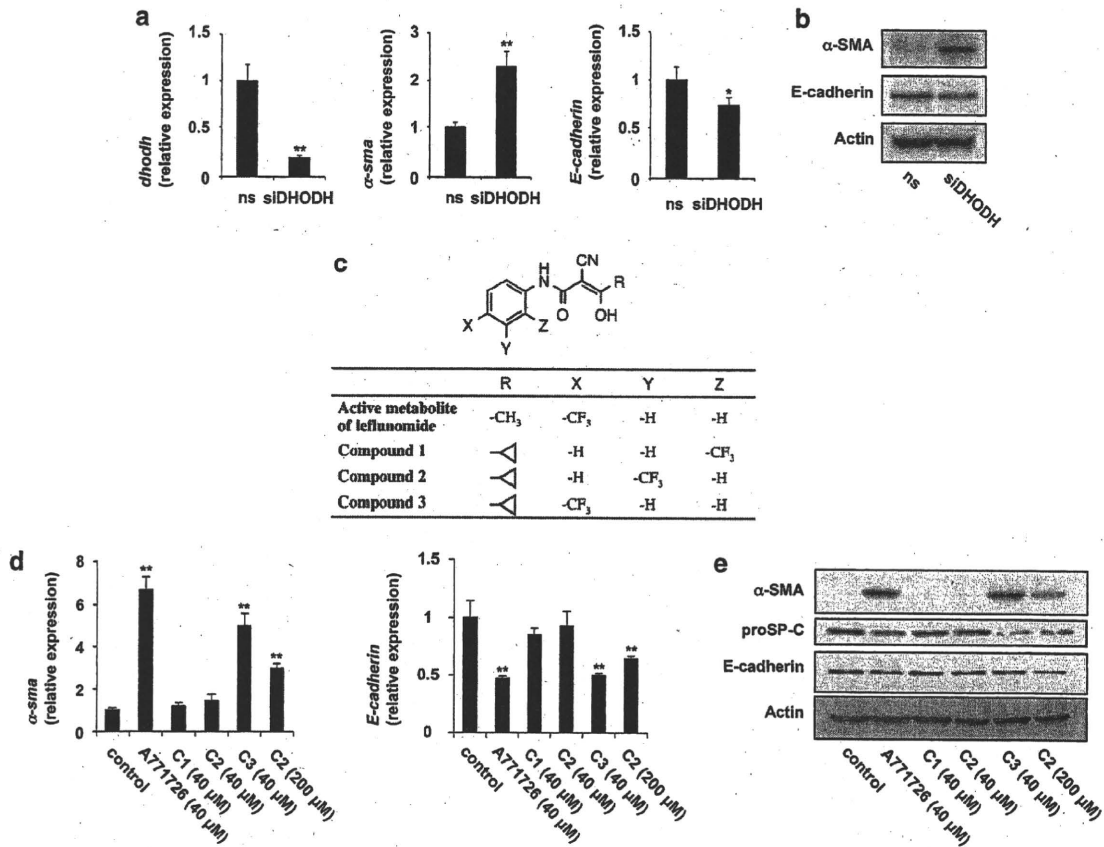 a
dhodh
(relative expression)
1.5
1
0.5
0
**
ns siDHODH
α-sma
(relative expression)
3
2
1
0
**
ns siDHODH
E-cadherin
(relative expression)
1.5
1
0.5
0
*
ns siDHODH
b
α-SMA
E-cadherin
Actin
ns
siDHODH
c
H
N
CN
R
O
OH
X
Y
Z
R X Y Z
Active metabolite
of leflunomide -CH3 -CF3 -H -H
Compound 1 -H -H -CF3
Compound 2 -H -CF3 -H
Compound 3 -CF3 -H -H
d
α-sma
(relative expression)
8
6
4
2
0
**
**
**
control
A771726 (40 μM)
C1 (40 μM)
C2 (40 μM)
C3 (40 μM)
C2 (200 μM)
E-cadherin
(relative expression)
1.5
1
0.5
0
**
**
**
control
A771726 (40 μM)
C1 (40 μM)
C2 (40 μM)
C3 (40 μM)
C2 (200 μM)
e
α-SMA
proSP-C
E-cadherin
Actin
control
A771726 (40 μM)
C1 (40 μM)
C2 (40 μM)
C3 (40 μM)
C2 (200 μM)